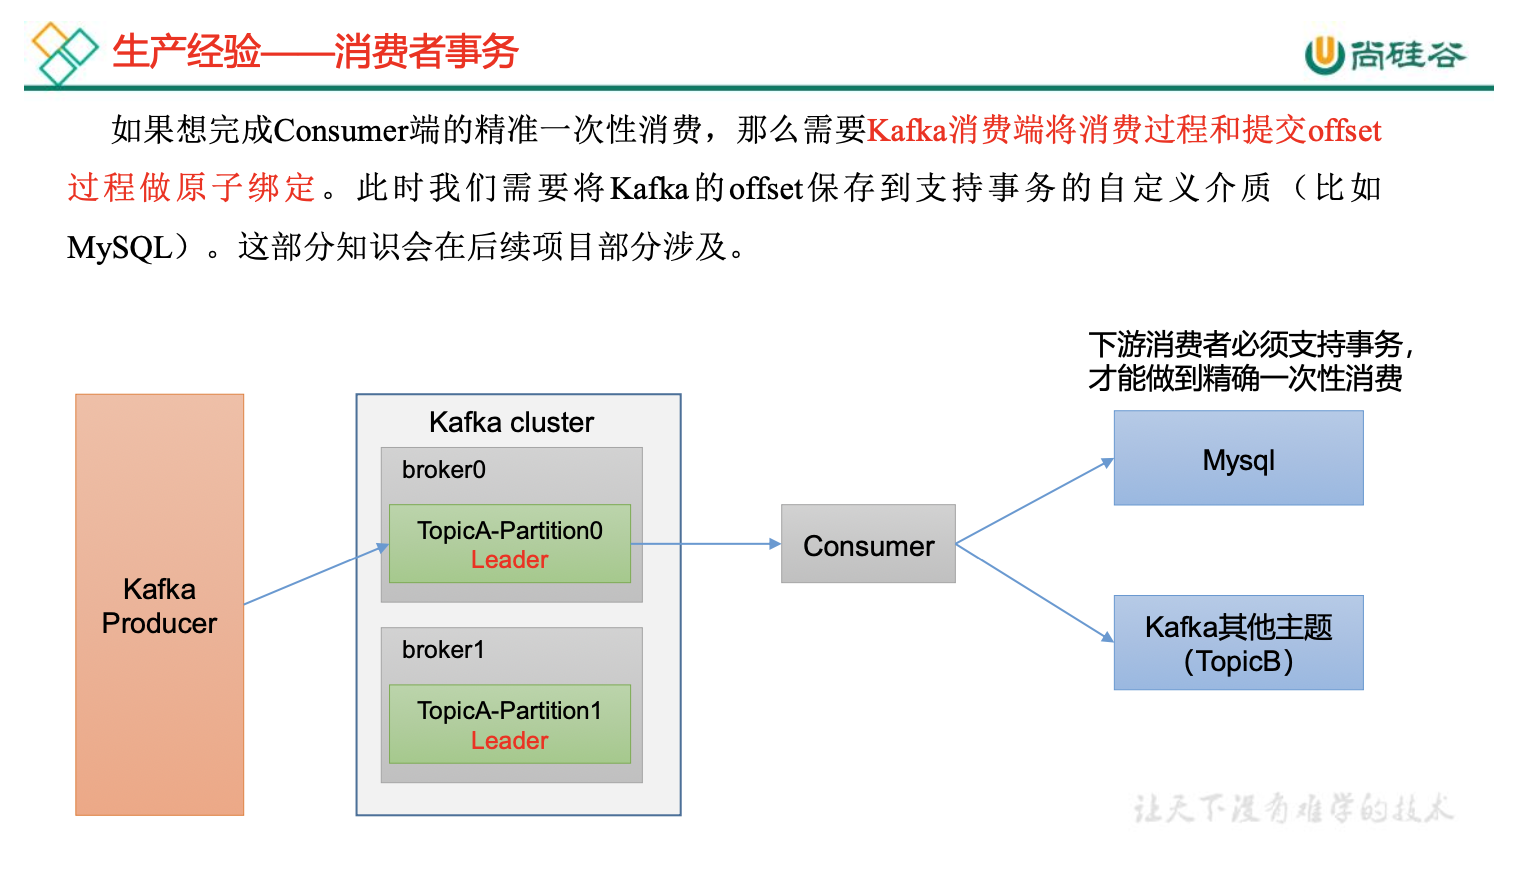 生产经验——消费者事务
尚硅谷
如果想完成Consumer端的精准一次性消费，那么需要Kafka消费端将消费过程和提交offset
过程做原子绑定。此时我们需要将Kafka的offset保存到支持事务的自定义介质（比如
MySQL）。这部分知识会在后续项目部分涉及。
下游消费者必须支持事务，
才能做到精确一次性消费
Kafka
Producer
Kafka cluster
broker0
TopicA-Partition0
Leader
broker1
TopicA-Partition1
Leader
Consumer
Mysql
Kafka其他主题
（TopicB）
让天下没有难学的技术